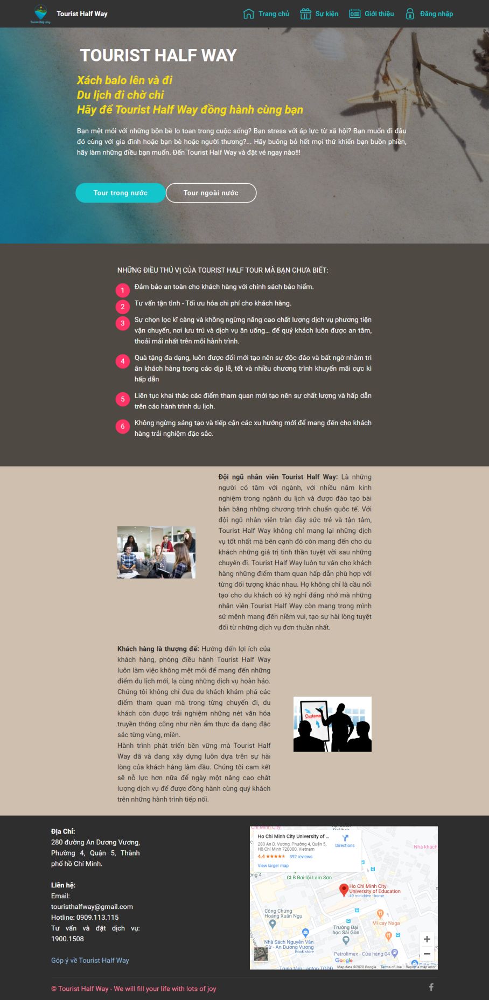 Tourist Half Way
Tourist Half Way
Trang chủ
Sự kiện
Giới thiệu
Đăng nhập
TOURIST HALF WAY
Xách balo lên và đi
Du lịch đi chờ chi
Hãy để Tourist Half Way đồng hành cùng bạn
Bạn mệt mỏi với những bộn bề lo toan trong cuộc sống? Bạn stress với áp lực từ xã hội? Bạn muốn đi đâu
đó cùng với gia đình hoặc bạn bè hoặc người thương?... Hãy buông bỏ hết mọi thứ khiến bạn buồn phiền,
hãy làm những điều bạn muốn. Đến Tourist Half Way và đặt vé ngay nào!!!
Tour trong nước
Tour ngoài nước
NHỮNG ĐIỀU THÚ VỊ CỦA TOURIST HALF TOUR MÀ BẠN CHƯA BIẾT:
1 Đảm bảo an toàn cho khách hàng với chính sách bảo hiểm.
2 Tư vấn tận tình - Tối ưu hóa chi phí cho khách hàng.
3 Sự chọn lọc kĩ càng và không ngừng nâng cao chất lượng dịch vụ phương tiện
vận chuyển, nơi lưu trú và dịch vụ ăn uống... để quý khách luôn được an tâm,
thoải mái nhất trên mỗi hành trình.
4 Quà tặng đa dạng, luôn được đổi mới tạo nên sự độc đáo và bất ngờ nhằm tri
ân khách hàng trong các dịp lễ, tết và nhiều chương trình khuyến mãi cực kì
hấp dẫn
5 Liên tục khai thác các điểm tham quan mới tạo nên sự chất lượng và hấp dẫn
trên các hành trình du lịch.
6 Không ngừng sáng tạo và tiếp cận các xu hướng mới để mang đến cho khách
hàng trải nghiệm đặc sắc.
Đội ngũ nhân viên Tourist Half Way: Là những
người có tâm với ngành, với nhiều năm kinh
nghiệm trong ngành du lịch và được đào tạo bài
bản bằng những chương trình chuẩn quôc tế. Với
đội ngũ nhân viên tràn đầy sức trẻ và tận tâm,
Tourist Half Way không chỉ mang lại những dịch
vụ tốt nhất mà bên cạnh đó còn mang đến cho du
khách những giá trị tinh thần tuyệt vời sau những
chuyến đi. Tourist Half Way luôn tư vấn cho khách
hàng những điểm tham quan hấp dẫn phù hợp với
từng đối tượng khác nhau. Họ không chỉ là cầu nối
tạo cho du khách có kỳ nghỉ đáng nhớ mà những
nhân viên Tourist Half Way còn mang trong mình
sứ mệnh mang đến niềm vui, tạo sự hài lòng tuyệt
đối từ những dịch vụ đơn thuần nhất.
Khách hàng là thượng đế: Hướng đến lợi ích của
khách hàng, phòng điều hành Tourist Half Way
luôn làm việc không mệt mỏi để mang đến những
điểm du lịch mới, lạ cùng những dịch vụ hoàn hảo.
Chúng tôi không chỉ đưa du khách khám phá các
điểm tham quan mà trong từng chuyến đi, du
khách còn được trải nghiệm những nét văn hóa
truyền thống cũng như nền ẩm thực đa dạng đặc
sắc từng vùng, miền.
Hành trình phát triển bền vững mà Tourist Half
Way đã và đang xây dựng luôn dựa trên sự hài
lòng của khách hàng làm đầu. Chúng tôi cam kết
sẽ nỗ lực hơn nữa để ngày một nâng cao chất
lượng dịch vụ để được đồng hành cùng quý khách
trên những hành trình tiếp nối.
Customer
Địa Chỉ:
280 đường An Dương Vương,
Phường 4, Quận 5, Thành
phố hồ Chí Minh.
Liên hệ:
Email:
touristhalfway@gmail.com
Hotline: 0909.113.115
Tư vấn và đặt dịch vụ:
1900.1508
Góp ý về Tourist Half Way
Chi Minh City
Ho Chi Minh City University of ...
280 An D. Vương, Phường 4, Quận 5,
Hồ Chí Minh 720000, Vietnam
4.4 392 reviews
View larger map
Directions
Nhà khách
CLB Bơi lội Lam Sơn
Ho Chi Minh City
University of Education
49 min drive - home
Công Chứng
Hoàng Xuân Ngụ
Mì cay Naga
Trường Đại
học Sài Gòn
Nhà Sách Nguyễn Văn
Cừ - An Dương Vương
Book store
Petrolimex - Cửa hàng 04
Google
Trung tâm Laptop TGDĐ
Map data ©2020 Google Terms of Use Report a map error
© Tourist Half Way - We will fill your life with lots of joy